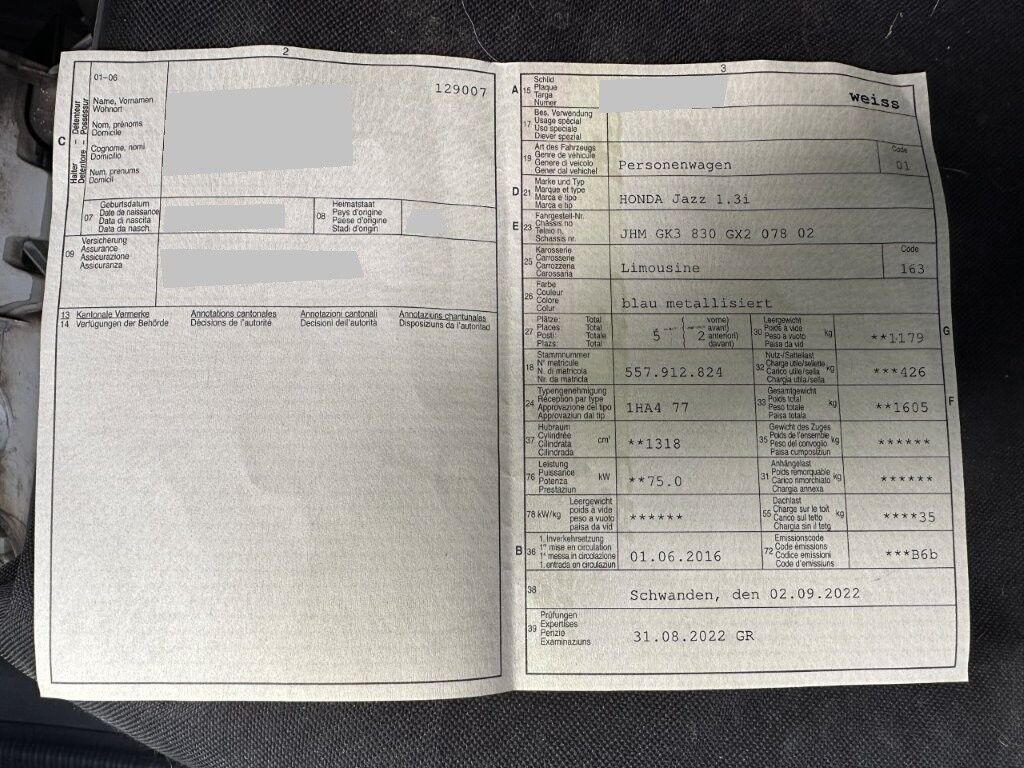 2
01-06
129007
C
Halter – Détenteur
Detentore – Possessur
Name, Vornamen
Wohnort
Nom, prénoms
Domicile
Cognome, nomi
Domicilio
Num, prenums
Domicil
07
Geburtsdatum
Date de naissance
Data di nascita
Data da nasch.
08
Heimatstaat
Pays d'origine
Paese d'origine
Stadi d'origin
09
Versicherung
Assurance
Assicurazione
Assicuranza
13 Kantonale Vermerke
Annotations cantonales
Annotazioni cantonali
Annotaziuns chantunalas
14 Verfügungen der Behörde
Décisions de l'autorité
Decisioni dell'autorità
Disposiziuns da l'autoritad
3
A 15
Schild
Plaque
Targa
Numer
weiss
17
Bes. Verwendung
Usage spécial
Uso speciale
Diever spezial
19
Art des Fahrzeugs
Genre de véhicule
Genere di veicolo
Gener dal vehichel
Personenwagen
Code
01
D 21
Marke und Typ
Marque et type
Marca e tipo
Marca e tip
HONDA Jazz 1.3i
E 23
Fahrgestell-Nr.
Châssis no
Telaio n.
Schassis nr.
JHM GK3 830 GX2 078 02
25
Karosserie
Carrosserie
Carrozzeria
Carossaria
Limousine
Code
163
26
Farbe
Couleur
Colore
Colur
blau metallisiert
27
Plätze: Total
Places: Total
Posti: Totale
Plazs: Total
5
2
vorne)
avant)
anteriori)
davant)
30
Leergewicht
Poids à vide
Peso a vuoto
Paisa da vid
kg
**1179
G
18
Stammnummer
N° matricule
N. di matricola
Nr. da matricla
557.912.824
32
Nutz-/Sattellast
Charge utile/sellette
Carico utile/sella
Chargia utila/sella
kg
***426
24
Typengenehmigung
Réception par type
Approvazione del tipo
Approvaziun dal tip
1HA4 77
33
Gesamtgewicht
Poids total
Peso totale
Paisa totala
kg
**1605
F
37
Hubraum
Cylindrée
Cilindrata
Cilindrada
cm³
**1318
35
Gewicht des Zuges
Poids de l'ensemble
Peso del convoglio
Paisa cumposiziun
kg
******
76
Leistung
Puissance
Potenza
Prestaziun
kW
**75.0
31
Anhängelast
Poids remorquable
Carico rimorchiato
Chargia annexa
kg
******
78 kW/kg
Leergewicht
poids à vide
peso a vuoto
paisa da vid
******
55
Dachlast
Charge sur le toit
Carico sul tetto
Chargia sin il tetg
kg
****35
B 36
1. Inverkehrsetzung
1re mise en circulation
1a messa in circolazione
1. entrada en circulaziun
01.06.2016
72
Emissionscode
Code émissions
Codice emissioni
Code d'emissiuns
***B6b
38
Schwanden, den 02.09.2022
39
Prüfungen
Expertises
Perizie
Examinaziuns
31.08.2022 GR